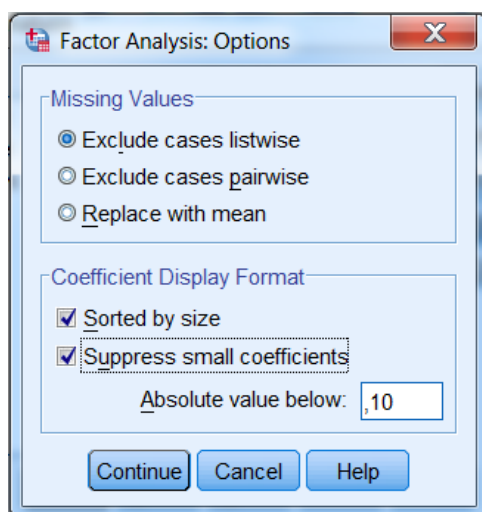 Factor Analysis: Options
X
Missing Values
Exclude cases listwise
Exclude cases pairwise
Replace with mean
Coefficient Display Format
Sorted by size
Suppress small coefficients
Absolute value below: ,10
Continue Cancel Help